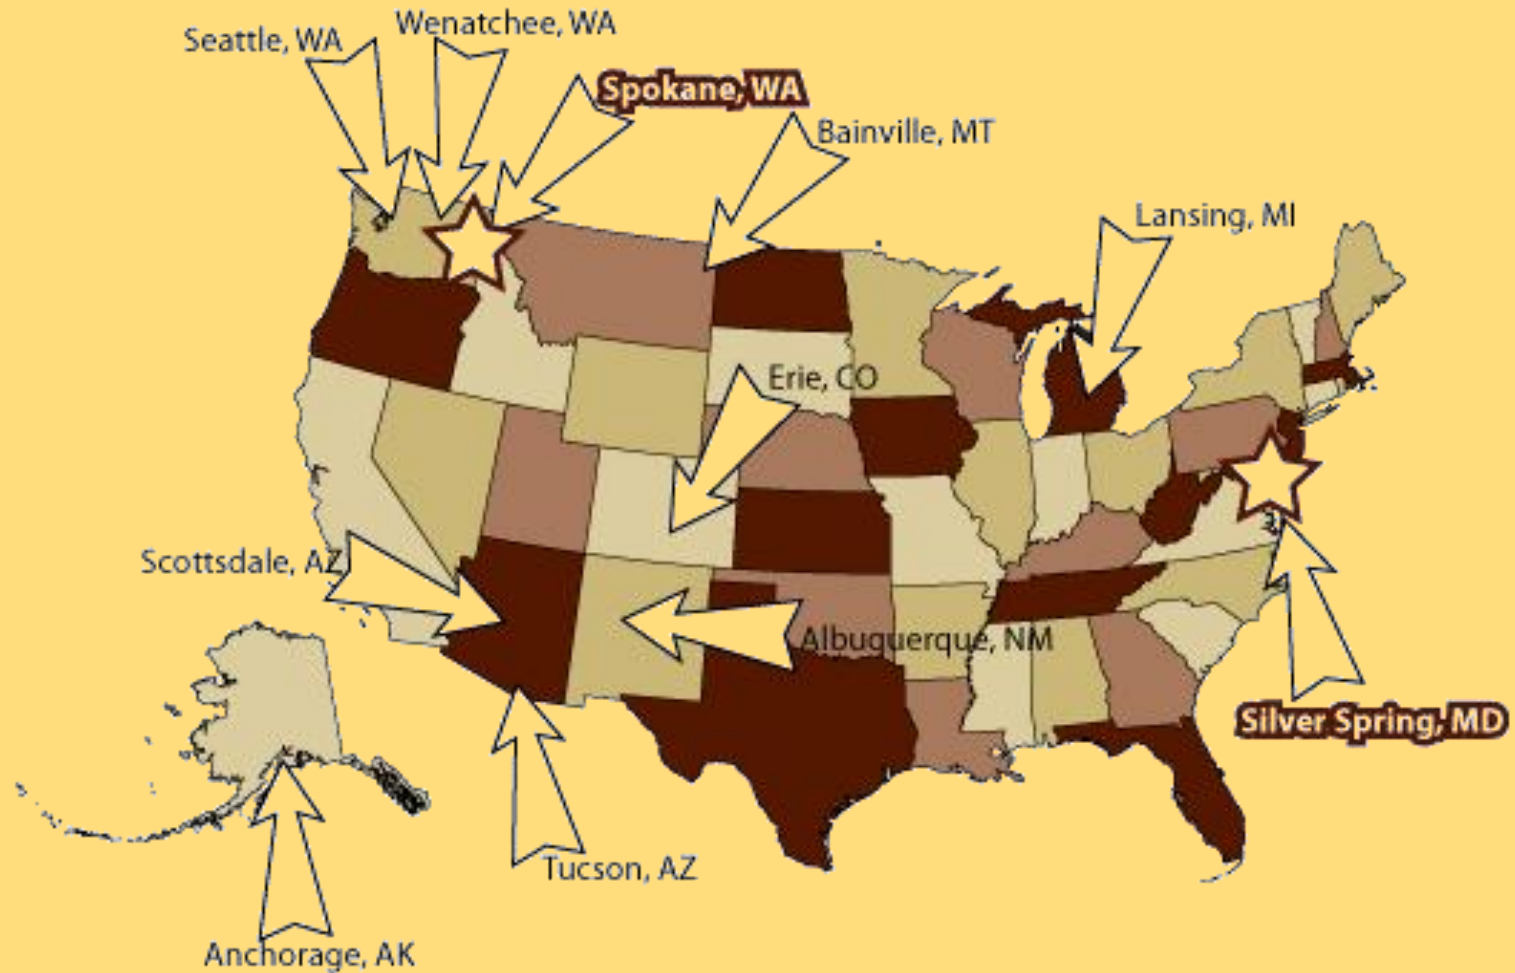 Wenatchee, WA
Seattle, WA
Spokane, WA
Bainville, MT
Lansing, MI
Erie, CO
Scottsdale, AZ
Albuquerque, NM
Silver Spring, MD
Tucson, AZ
Anchorage, AK